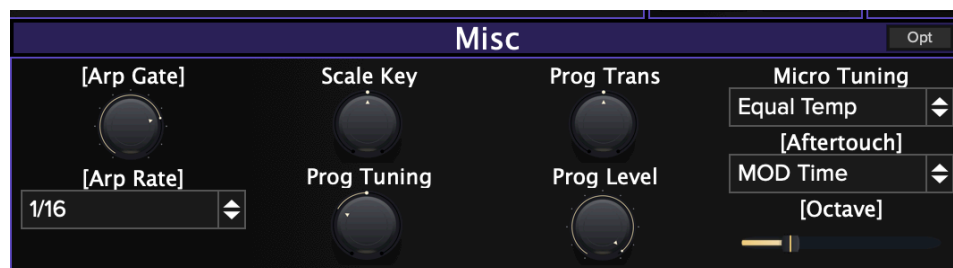 Misc
Opt
[Arp Gate]
Scale Key
Prog Trans
Micro Tuning
Equal Temp
[Aftertouch]
[Arp Rate]
Prog Tuning
Prog Level
MOD Time
1/16
[Octave]